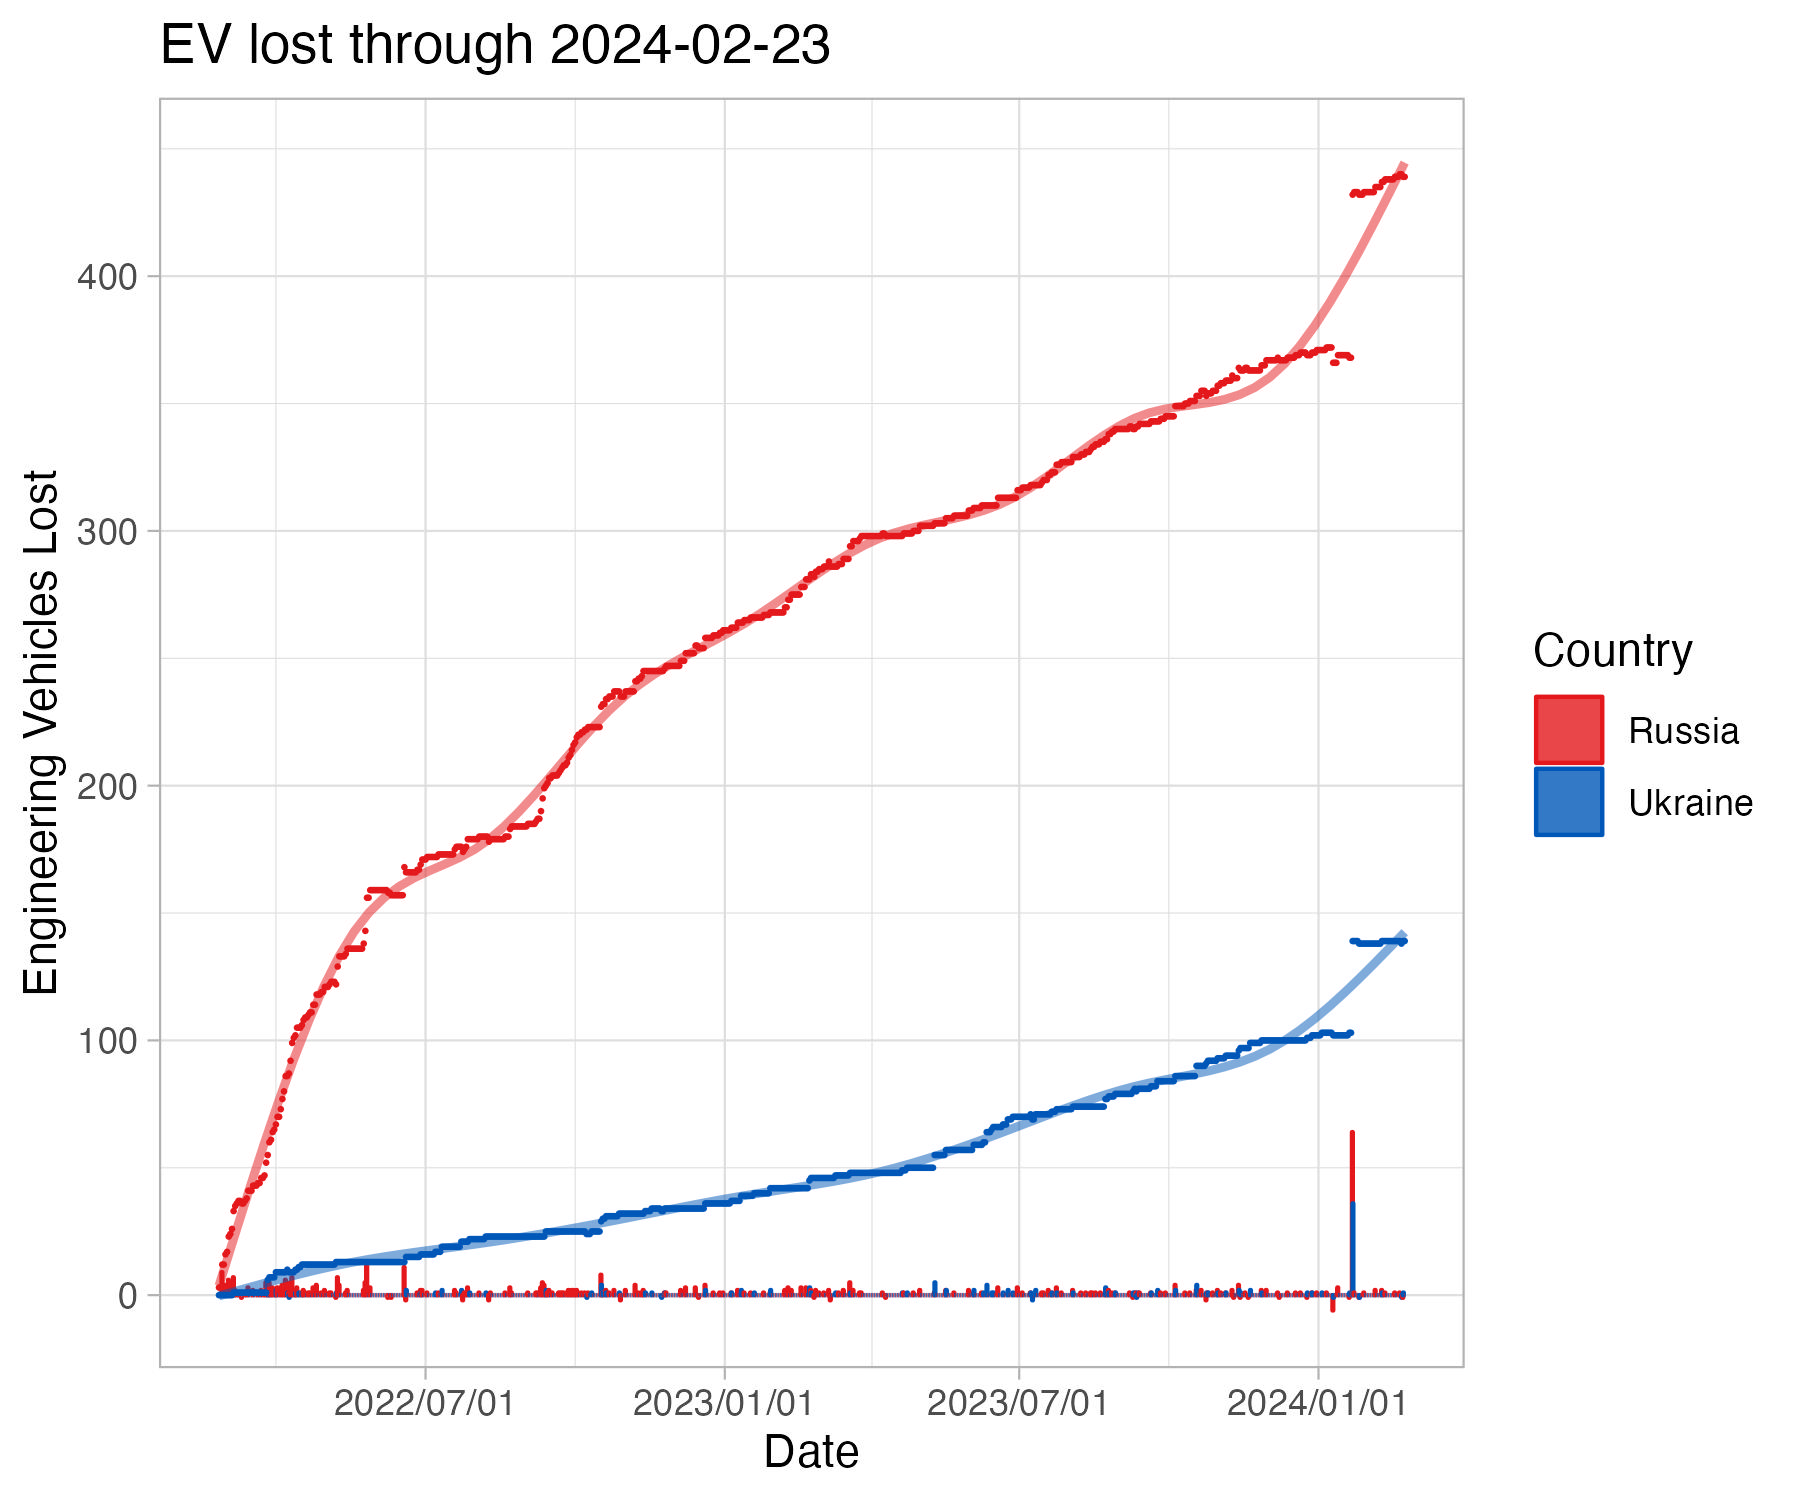 EV lost through 2024-02-23
Engineering Vehicles Lost
400
300
200
100
0
2022/07/01
2023/01/01
2023/07/01
2024/01/01
Date
Country
Russia
Ukraine